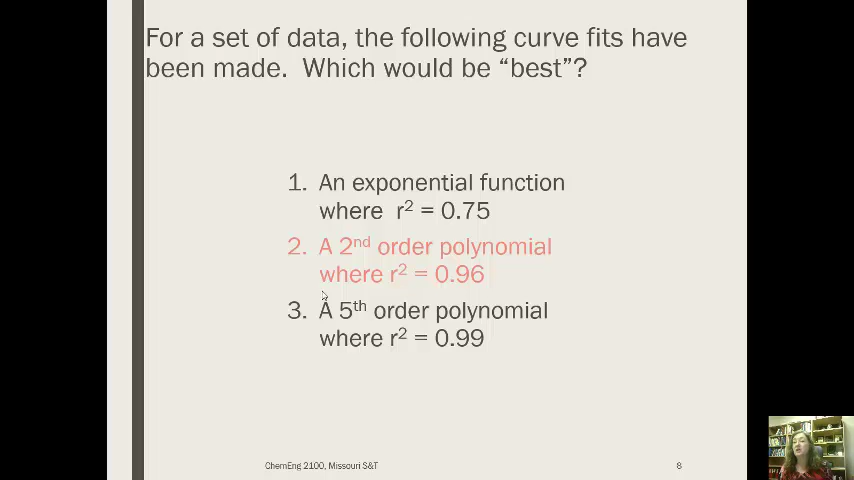 For a set of data, the following curve fits have
been made. Which would be “best”?
1. An exponential function
where r² = 0.75
2. A 2nd order polynomial
where r² = 0.96
3. A 5th order polynomial
where r² = 0.99
ChemEng 2100, Missouri S&T
8